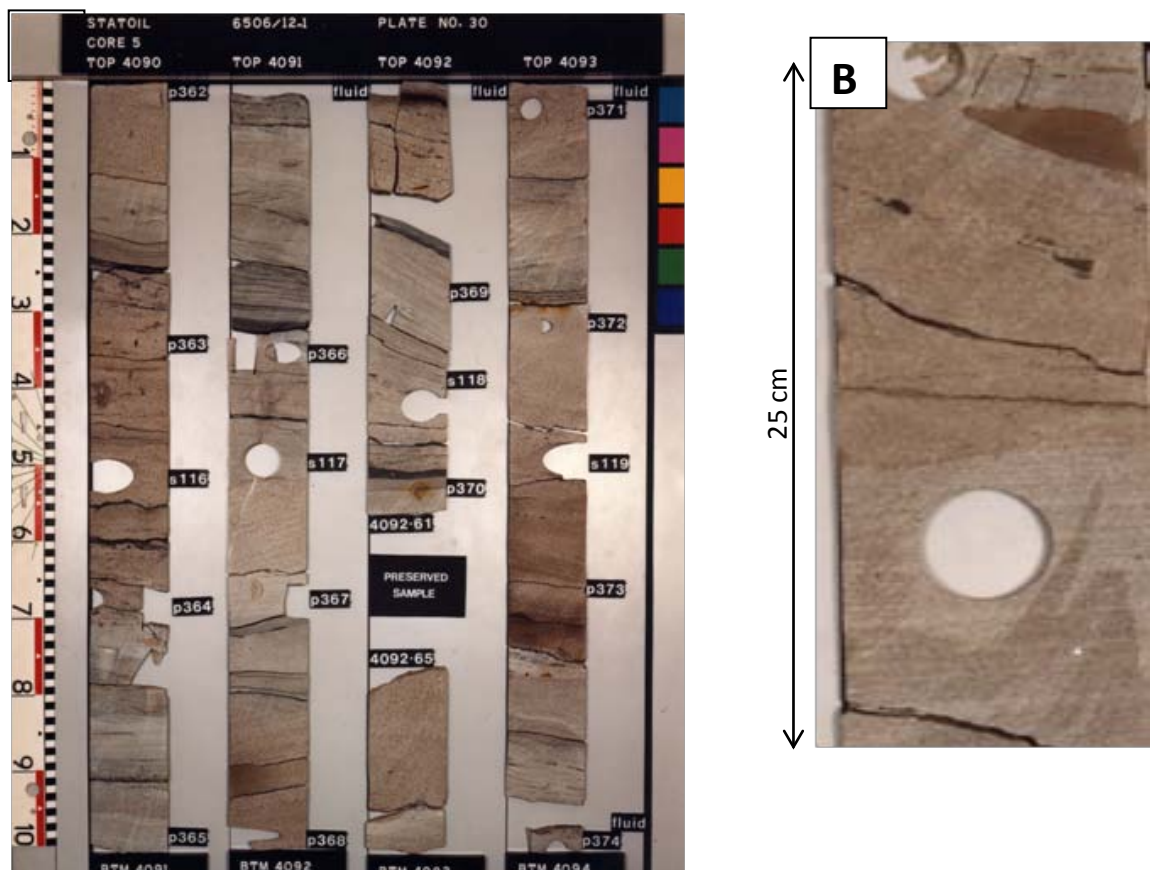 STATOIL 6506/12-1 PLATE NO. 30
CORE 5
TOP 4090 TOP 4091 TOP 4092 TOP 4093
p362 fluid fluid fluid
p371
p369
p372
p363 p366
s118
s116 s117 s119
p370
4092-61
PRESERVED
SAMPLE
p364 p367 p373
4092-65
fluid
p365 p368 p374
BTM 4091 BTM 4092 BTM 4093 BTM 4094
1
2
3
4
5
6
7
8
9
10
B
25 cm